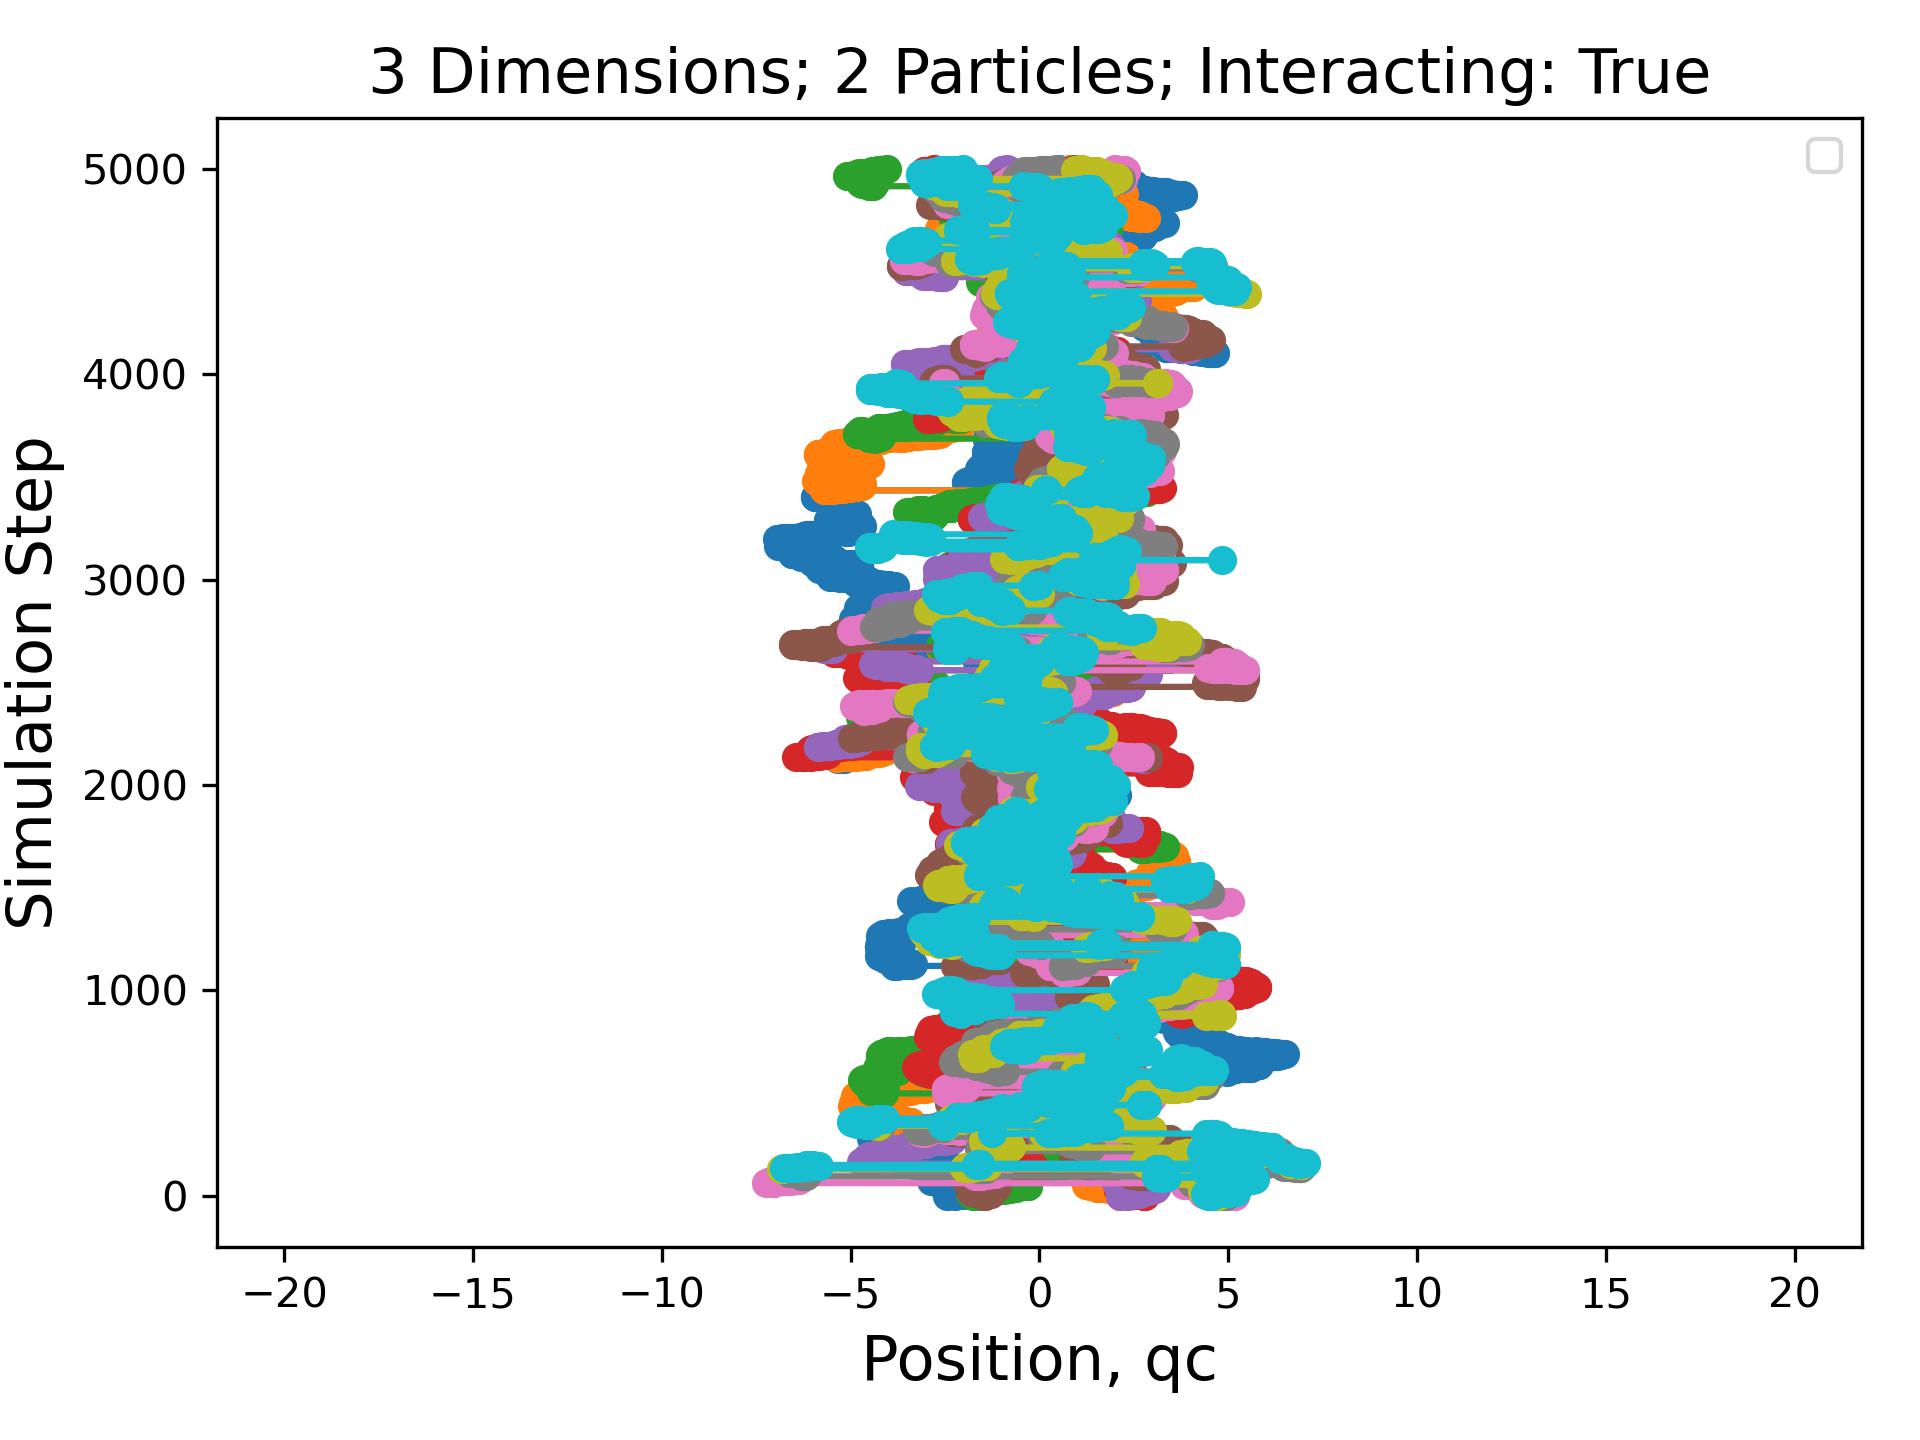 3 Dimensions; 2 Particles; Interacting: True
Simulation Step
5000
4000
3000
2000
1000
0
−20 −15 −10 −5 0 5 10 15 20
Position, qc